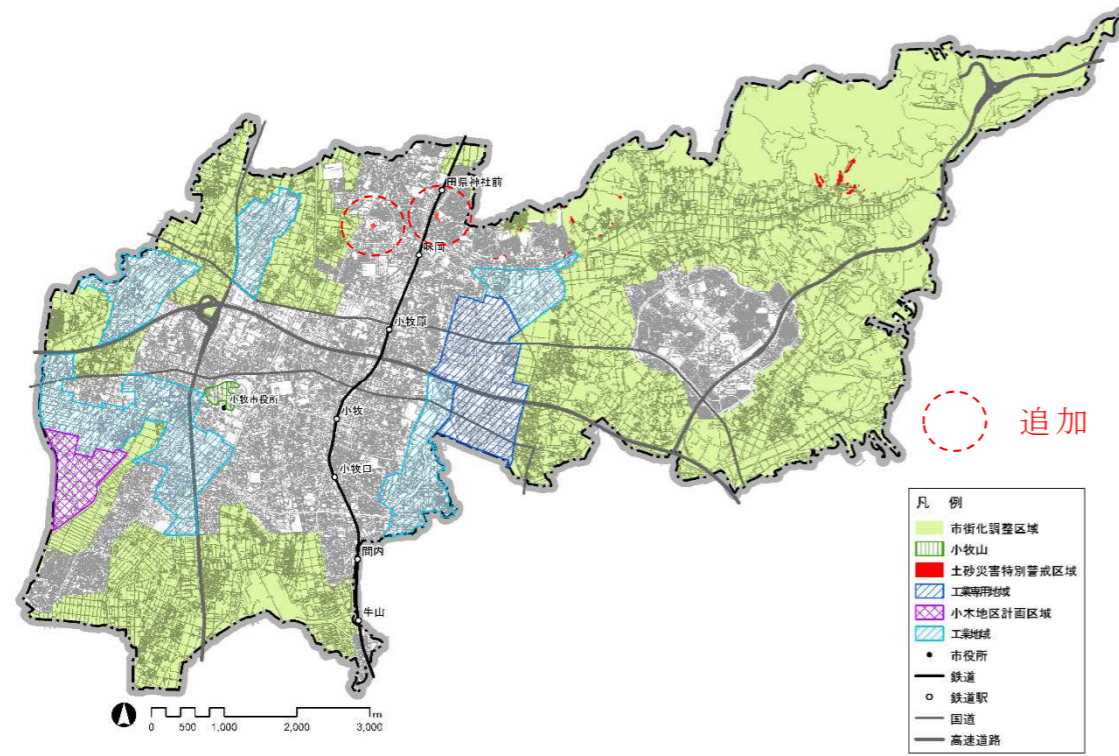 田県神社前
味岡
小牧原
小牧市役所
小牧
小牧口
間内
牛山
追加
凡 例
市街化調整区域
小牧山
土砂災害特別警戒区域
工業専用地域
小木地区計画区域
工業地域
市役所
鉄道
鉄道駅
国道
高速道路
0 500 1,000 2,000 3,000 m